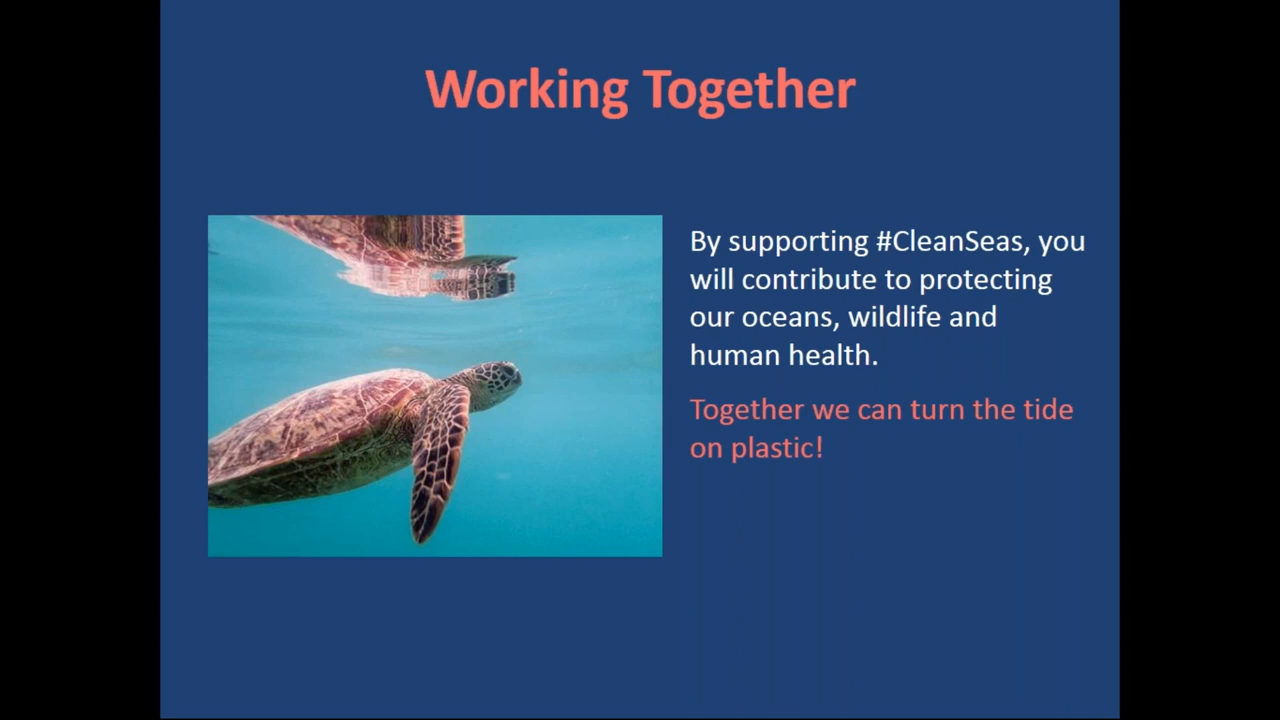 Working Together
By supporting #CleanSeas, you
will contribute to protecting
our oceans, wildlife and
human health.
Together we can turn the tide
on plastic!